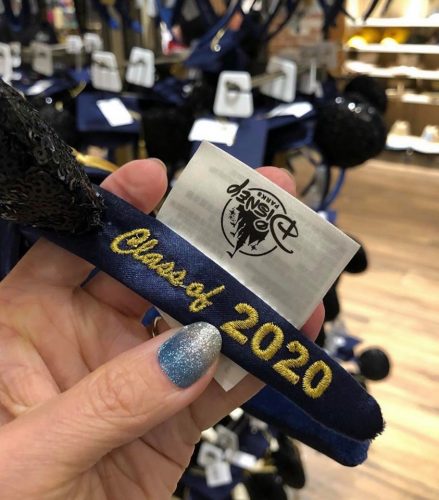 Disney
PARKS
Class of 2020